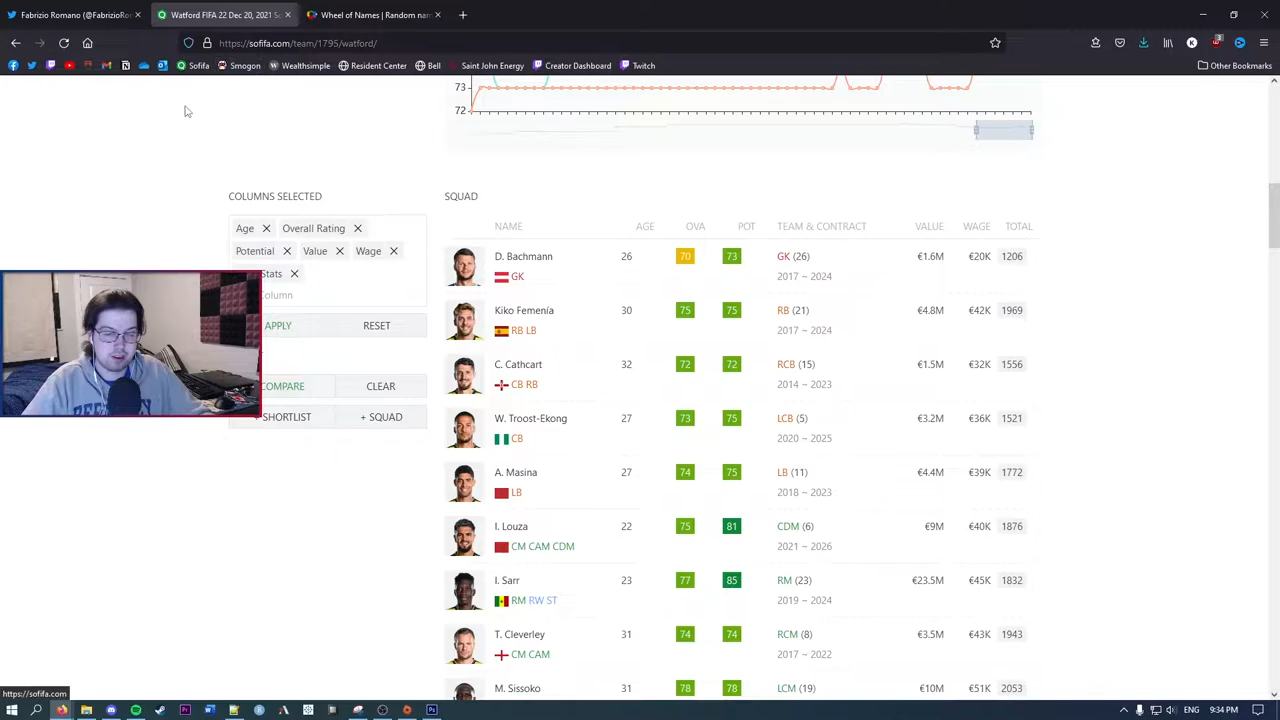 Fabrizio Romano (@FabrizioRo
Watford FIFA 22 Dec 20, 2021 S
Wheel of Names | Random nam
https://sofifa.com/team/1795/watford/
Sofifa
Smogon
Wealthsimple
Resident Center
Bell
Saint John Energy
Creator Dashboard
Twitch
Other Bookmarks
73
72
COLUMNS SELECTED
Age
Overall Rating
Potential
Value
Wage
Stats
Column
APPLY RESET
COMPARE CLEAR
SHORTLIST + SQUAD
SQUAD
NAME AGE OVA POT TEAM & CONTRACT VALUE WAGE TOTAL
D. Bachmann 26 70 73 GK (26) €1.6M €20K 1206
GK 2017 ~ 2024
Kiko Femenía 30 75 75 RB (21) €4.8M €42K 1969
RB LB 2017 ~ 2024
C. Cathcart 32 72 72 RCB (15) €1.5M €32K 1556
CB RB 2014 ~ 2023
W. Troost-Ekong 27 73 75 LCB (5) €3.2M €36K 1521
CB 2020 ~ 2025
A. Masina 27 74 75 LB (11) €4.4M €39K 1772
LB 2018 ~ 2023
I. Louza 22 75 81 CDM (6) €9M €40K 1876
CM CAM CDM 2021 ~ 2026
I. Sarr 23 77 85 RM (23) €23.5M €45K 1832
RM RW ST 2019 ~ 2024
T. Cleverley 31 74 74 RCM (8) €3.5M €43K 1943
CM CAM 2017 ~ 2022
M. Sissoko 31 78 78 LCM (19) €10M €51K 2053
https://sofifa.com
ENG 9:34 PM